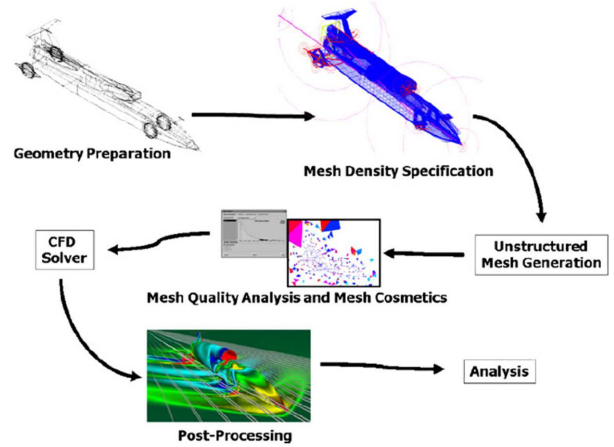 Geometry Preparation
Mesh Density Specification
CFD
Solver
Unstructured
Mesh Generation
Mesh Quality Analysis and Mesh Cosmetics
Analysis
Post-Processing